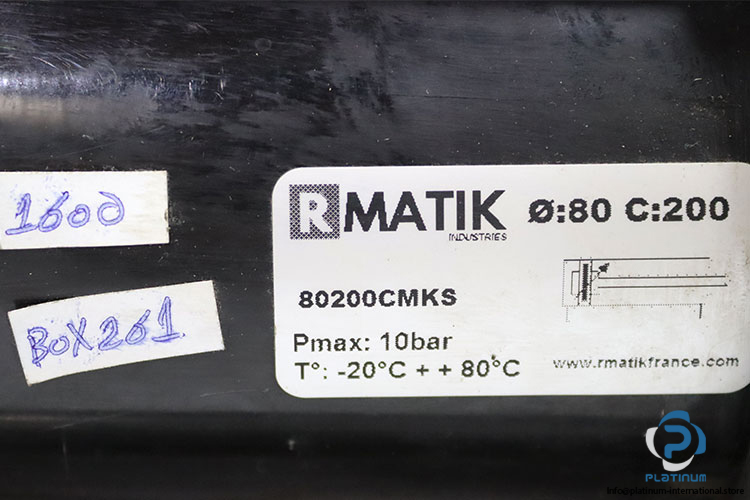 RMATIK
INDUSTRIES
Ø:80 C:200
80200CMKS
Pmax: 10bar
T°: -20°C + + 80°C
www.rmatikfrance.com
1600
BOX261
PLATINUM
info@platinum-international.store